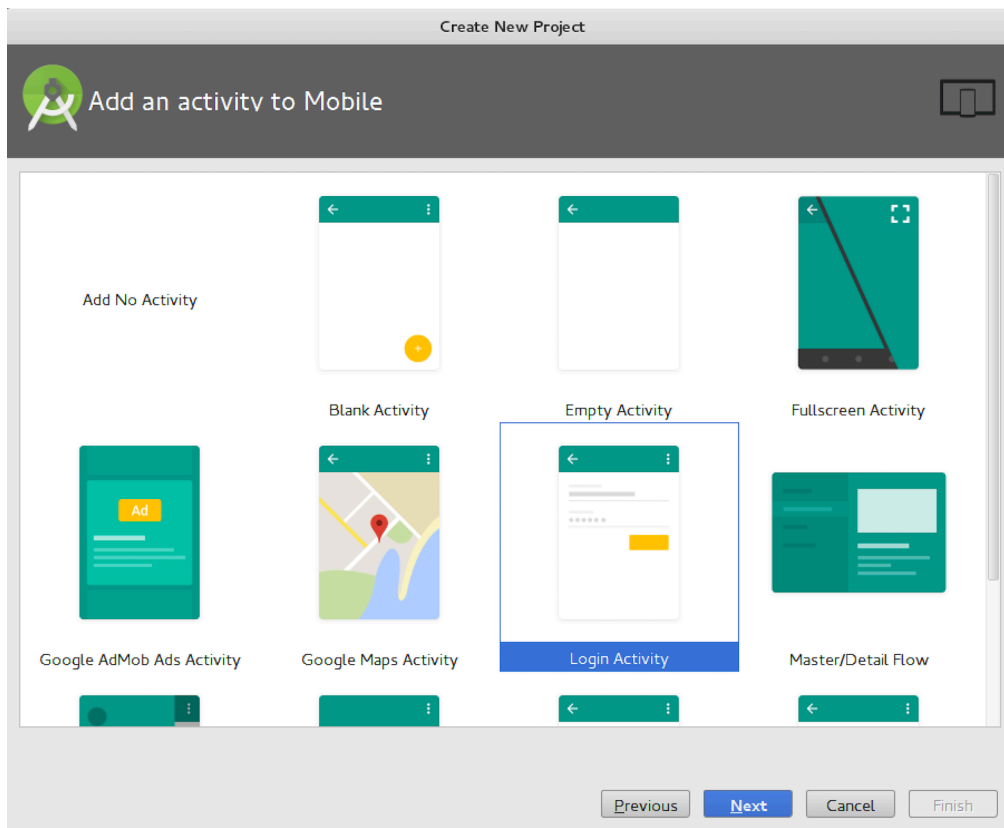 Create New Project
Add an activity to Mobile
Add No Activity
Blank Activity
Empty Activity
Fullscreen Activity
Ad
Google AdMob Ads Activity
Google Maps Activity
Login Activity
Master/Detail Flow
Previous
Next
Cancel
Finish